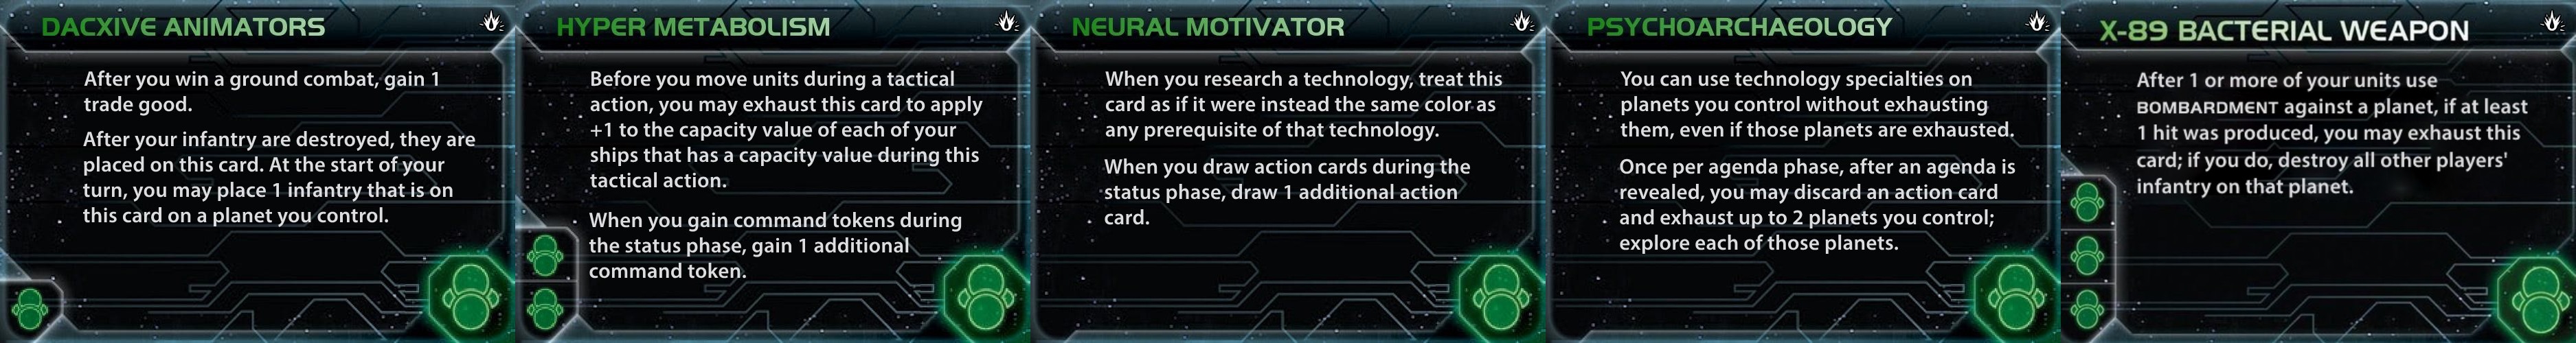 DACXIVE ANIMATORS
After you win a ground combat, gain 1
trade good.
After your infantry are destroyed, they are
placed on this card. At the start of your
turn, you may place 1 infantry that is on
this card on a planet you control.
HYPER METABOLISM
Before you move units during a tactical
action, you may exhaust this card to apply
+1 to the capacity value of each of your
ships that has a capacity value during this
tactical action.
When you gain command tokens during
the status phase, gain 1 additional
command token.
NEURAL MOTIVATOR
When you research a technology, treat this
card as if it were instead the same color as
any prerequisite of that technology.
When you draw action cards during the
status phase, draw 1 additional action
card.
PSYCHOARCHAEOLOGY
You can use technology specialties on
planets you control without exhausting
them, even if those planets are exhausted.
Once per agenda phase, after an agenda is
revealed, you may discard an action card
and exhaust up to 2 planets you control;
explore each of those planets.
X-89 BACTERIAL WEAPON
After 1 or more of your units use
BOMBARDMENT against a planet, if at least
1 hit was produced, you may exhaust this
card; if you do, destroy all other players'
infantry on that planet.